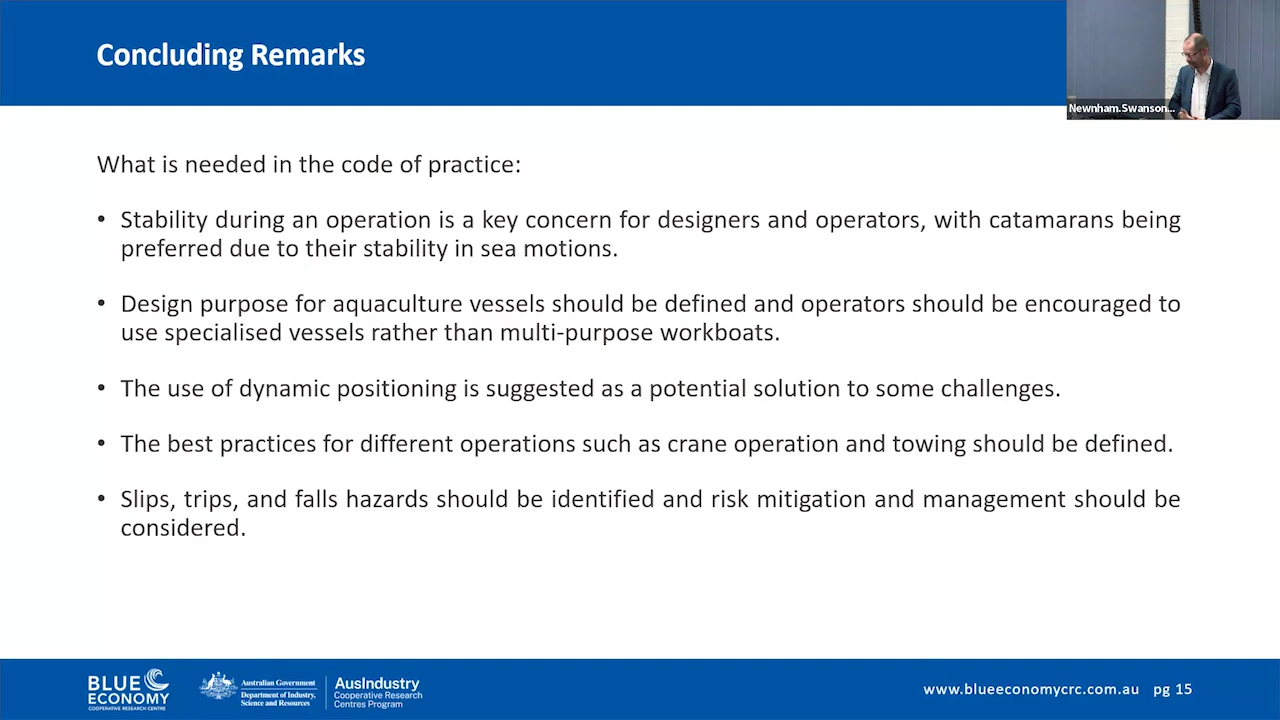 Concluding Remarks
Newnham.Swanson...
What is needed in the code of practice:
• Stability during an operation is a key concern for designers and operators, with catamarans being
preferred due to their stability in sea motions.
• Design purpose for aquaculture vessels should be defined and operators should be encouraged to
use specialised vessels rather than multi-purpose workboats.
• The use of dynamic positioning is suggested as a potential solution to some challenges.
• The best practices for different operations such as crane operation and towing should be defined.
• Slips, trips, and falls hazards should be identified and risk mitigation and management should be
considered.
BLUE
ECONOMY
COOPERATIVE RESEARCH CENTRE
Australian Government
Department of Industry,
Science and Resources
AusIndustry
Cooperative Research
Centres Program
www.blueeconomycrc.com.au pg 15